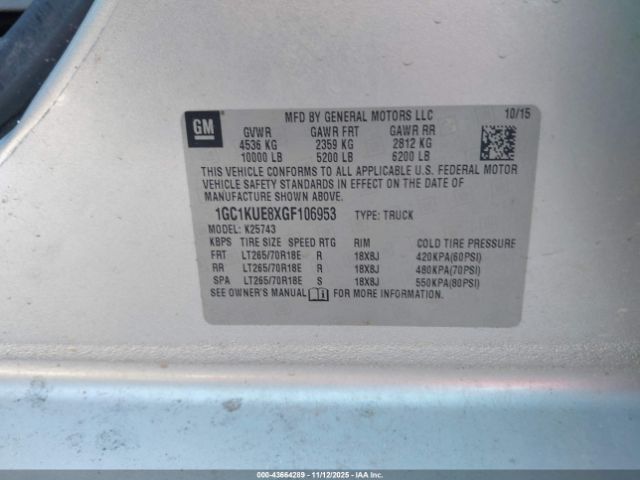 GM
MFD BY GENERAL MOTORS LLC 10/15
GVWR GAWR FRT GAWR RR
4536 KG 2359 KG 2812 KG
10000 LB 5200 LB 6200 LB
THIS VEHICLE CONFORMS TO ALL APPLICABLE U.S. FEDERAL MOTOR
VEHICLE SAFETY STANDARDS IN EFFECT ON THE DATE OF
MANUFACTURE SHOWN ABOVE.
1GC1KUE8XGF106953 TYPE: TRUCK
MODEL: K25743
KBPS TIRE SIZE SPEED RTG RIM COLD TIRE PRESSURE
FRT LT265/70R18E R 18X8J 420KPA(60PSI)
RR LT265/70R18E R 18X8J 480KPA(70PSI)
SPA LT265/70R18E S 18X8J 550KPA(80PSI)
SEE OWNER'S MANUAL FOR MORE INFORMATION.
000-43664289 - 11/12/2025 - IAAI.com